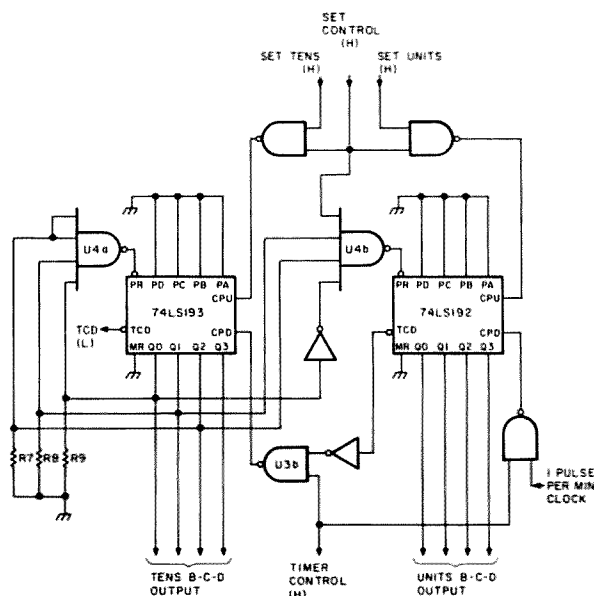 SET
CONTROL
(H)
SET TENS
(H)
SET UNITS
(H)
U4a
PR PD PC PB PA
CPU
74LS193
TCD
CPD
MR Q0 Q1 Q2 Q3
TCD
(L)
U4b
PR PD PC PB PA
CPU
74LS192
TCD
CPD
MR Q0 Q1 Q2 Q3
R7
R8
R9
U3b
1 PULSE
PER MIN
CLOCK
TENS B-C-D
OUTPUT
TIMER
CONTROL
(H)
UNITS B-C-D
OUTPUT